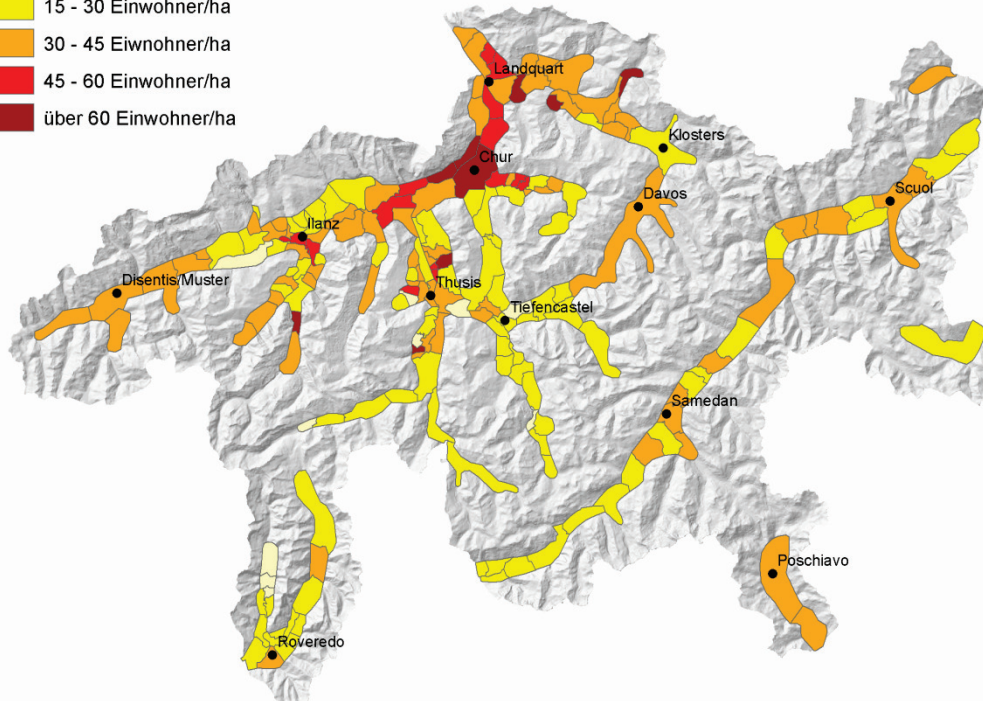 15 - 30 Einwohner/ha
30 - 45 Eiwnohner/ha
45 - 60 Einwohner/ha
über 60 Einwohner/ha
Landquart
Klosters
Chur
Davos
Scuol
Ilanz
Disentis/Muster
Thusis
Tiefencastel
Samedan
Poschiavo
Roveredo